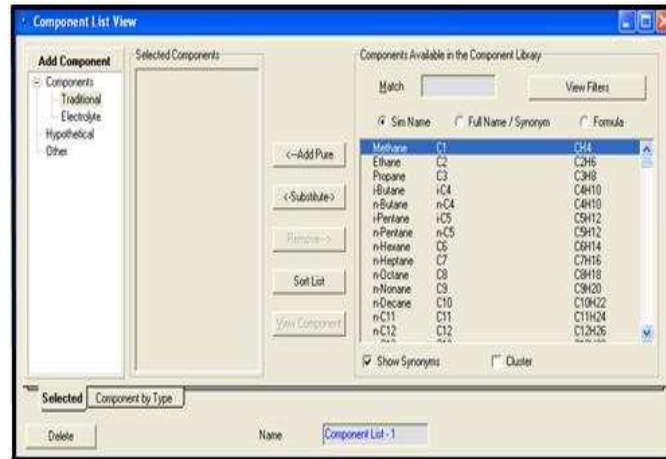 Component List View
Add Component
Components
Traditional
Electrolyte
Hypothetical
Other
Selected Components
<--Add Pure
<-Substitute->
Remove-->
Sort List
View Component
Components Available in the Component Library
Match
View Filters
Sim Name Full Name / Synonym Formula
Methane C1 CH4
Ethane C2 C2H6
Propane C3 C3H8
i-Butane i-C4 C4H10
n-Butane n-C4 C4H10
i-Pentane i-C5 C5H12
n-Pentane n-C5 C5H12
n-Hexane C6 C6H14
n-Heptane C7 C7H16
n-Octane C8 C8H18
n-Nonane C9 C9H20
n-Decane C10 C10H22
n-C11 C11 C11H24
n-C12 C12 C12H26
Show Synonyms Cluster
Selected Component by Type
Delete Name Component List - 1